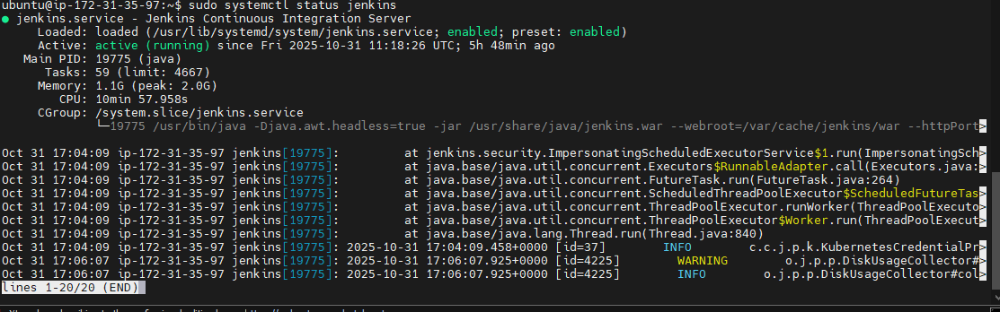 ubuntu@ip-172-31-35-97:~$ sudo systemctl status jenkins
● jenkins.service - Jenkins Continuous Integration Server
     Loaded: loaded (/usr/lib/systemd/system/jenkins.service; enabled; preset: enabled)
     Active: active (running) since Fri 2025-10-31 11:18:26 UTC; 5h 48min ago
   Main PID: 19775 (java)
      Tasks: 59 (limit: 4667)
     Memory: 1.1G (peak: 2.0G)
        CPU: 10min 57.958s
     CGroup: /system.slice/jenkins.service
             └─19775 /usr/bin/java -Djava.awt.headless=true -jar /usr/share/java/jenkins.war --webroot=/var/cache/jenkins/war --httpPort>
Oct 31 17:04:09 ip-172-31-35-97 jenkins[19775]:         at jenkins.security.ImpersonatingScheduledExecutorService$1.run(ImpersonatingSch>
Oct 31 17:04:09 ip-172-31-35-97 jenkins[19775]:         at java.base/java.util.concurrent.Executors$RunnableAdapter.call(Executors.java:>
Oct 31 17:04:09 ip-172-31-35-97 jenkins[19775]:         at java.base/java.util.concurrent.FutureTask.run(FutureTask.java:264)
Oct 31 17:04:09 ip-172-31-35-97 jenkins[19775]:         at java.base/java.util.concurrent.ScheduledThreadPoolExecutor$ScheduledFutureTas>
Oct 31 17:04:09 ip-172-31-35-97 jenkins[19775]:         at java.base/java.util.concurrent.ThreadPoolExecutor.runWorker(ThreadPoolExecuto>
Oct 31 17:04:09 ip-172-31-35-97 jenkins[19775]:         at java.base/java.util.concurrent.ThreadPoolExecutor$Worker.run(ThreadPoolExecut>
Oct 31 17:04:09 ip-172-31-35-97 jenkins[19775]:         at java.base/java.lang.Thread.run(Thread.java:840)
Oct 31 17:04:09 ip-172-31-35-97 jenkins[19775]: 2025-10-31 17:04:09.458+0000 [id=37]        INFO        c.c.j.p.k.KubernetesCredentialPr>
Oct 31 17:06:07 ip-172-31-35-97 jenkins[19775]: 2025-10-31 17:06:07.925+0000 [id=4225]        WARNING        o.j.p.p.DiskUsageCollector#>
Oct 31 17:06:07 ip-172-31-35-97 jenkins[19775]: 2025-10-31 17:06:07.925+0000 [id=4225]        INFO        o.j.p.p.DiskUsageCollector#col>
lines 1-20/20 (END)